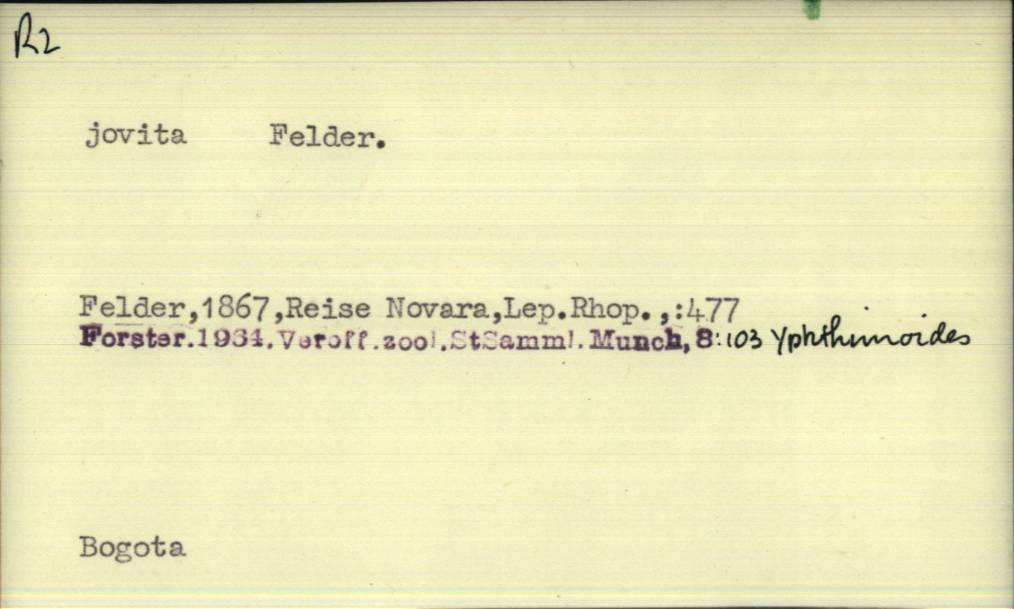 R2
jovita Felder.
Felder,1867,Reise Novara,Lep.Rhop.,:477
Forster.1964.Veroff.zool.StSamml.Munch,8:103 Yphthimoides
Bogota